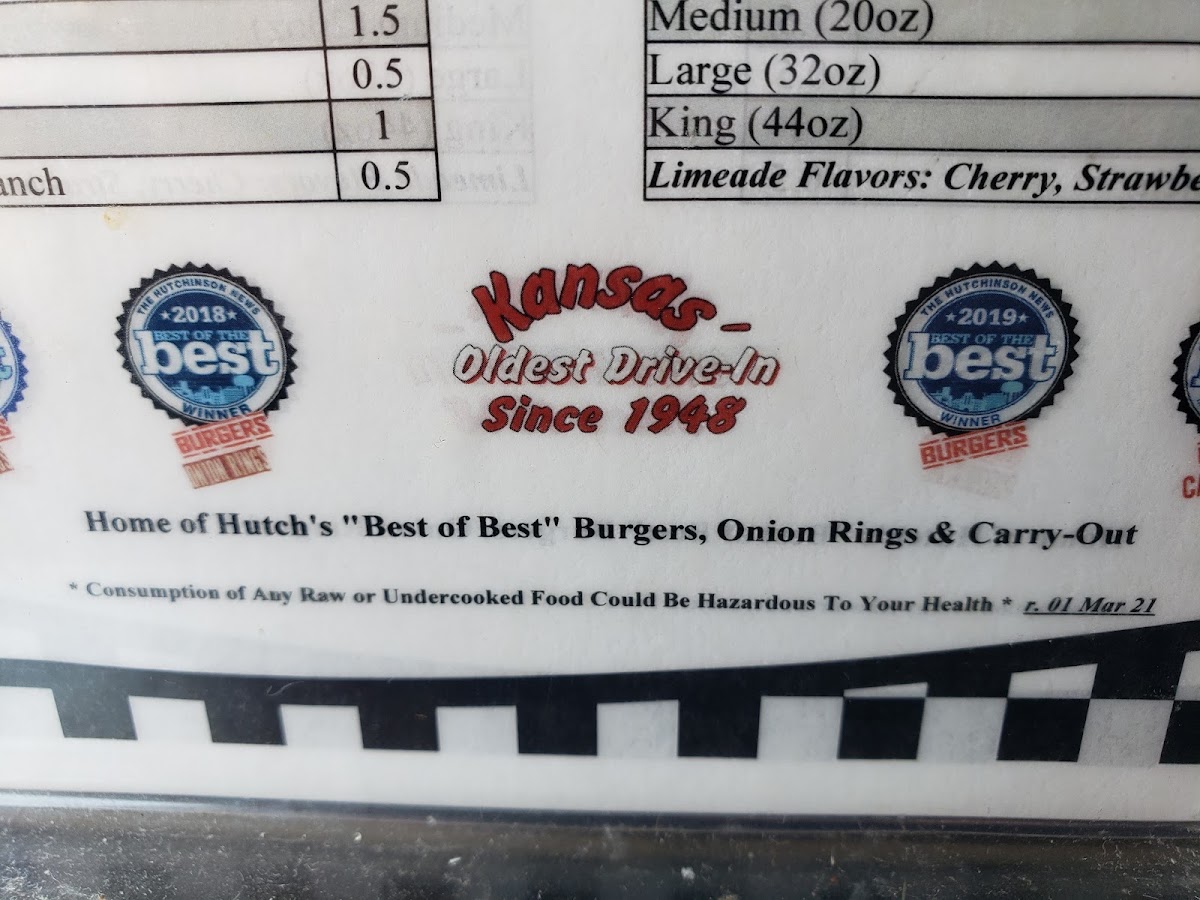 1.5
0.5
1
anch 0.5
Medium (20oz)
Large (32oz)
King (44oz)
Limeade Flavors: Cherry, Strawbe
THE HUTCHINSON NEWS
★2018★
BEST OF THE
best
WINNER
BURGERS
ONION RINGS
Kansas -
Oldest Drive-In
Since 1948
THE HUTCHINSON NEWS
★2019★
BEST OF THE
best
WINNER
BURGERS
CA
Home of Hutch's "Best of Best" Burgers, Onion Rings & Carry-Out
* Consumption of Any Raw or Undercooked Food Could Be Hazardous To Your Health * r. 01 Mar 21